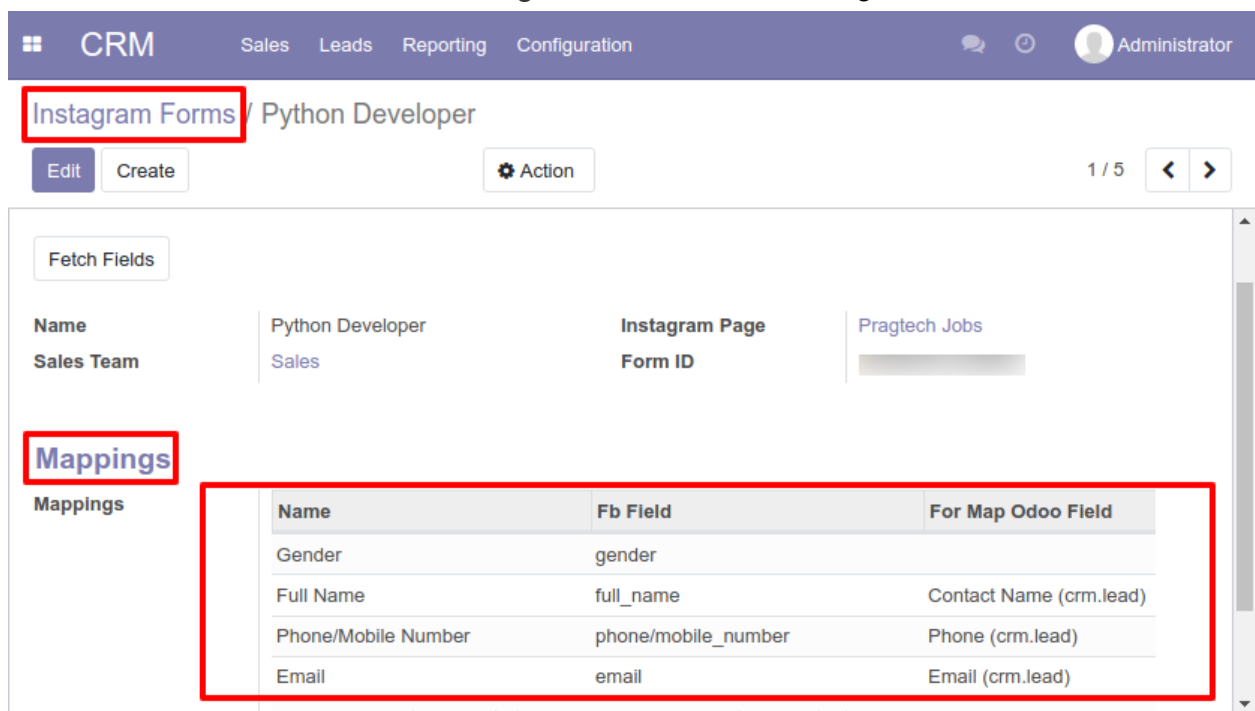 CRM Sales Leads Reporting Configuration Administrator
Instagram Forms / Python Developer
Edit Create Action 1 / 5
Fetch Fields
Name Python Developer Instagram Page Pragtech Jobs
Sales Team Sales Form ID
Mappings
Mappings Name Fb Field For Map Odoo Field
Gender gender
Full Name full_name Contact Name (crm.lead)
Phone/Mobile Number phone/mobile_number Phone (crm.lead)
Email email Email (crm.lead)